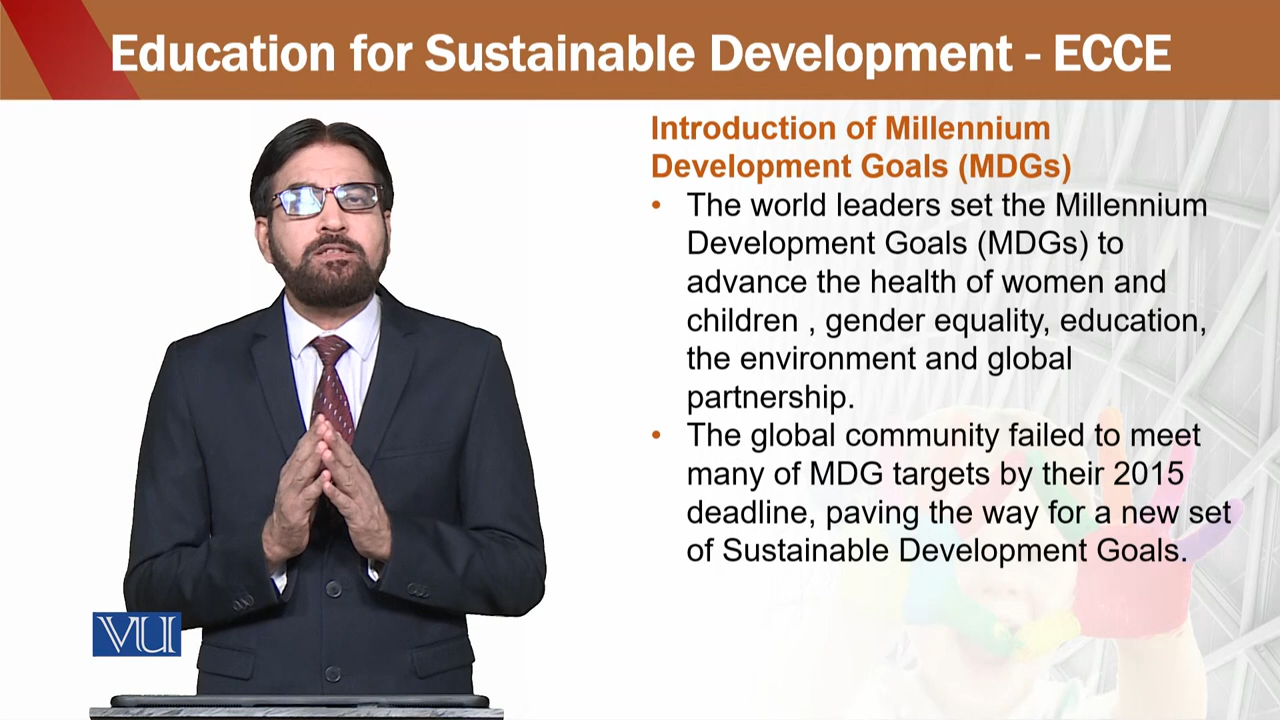 Education for Sustainable Development - ECCE
Introduction of Millennium
Development Goals (MDGs)
• The world leaders set the Millennium
Development Goals (MDGs) to
advance the health of women and
children , gender equality, education,
the environment and global
partnership.
• The global community failed to meet
many of MDG targets by their 2015
deadline, paving the way for a new set
of Sustainable Development Goals.
VU